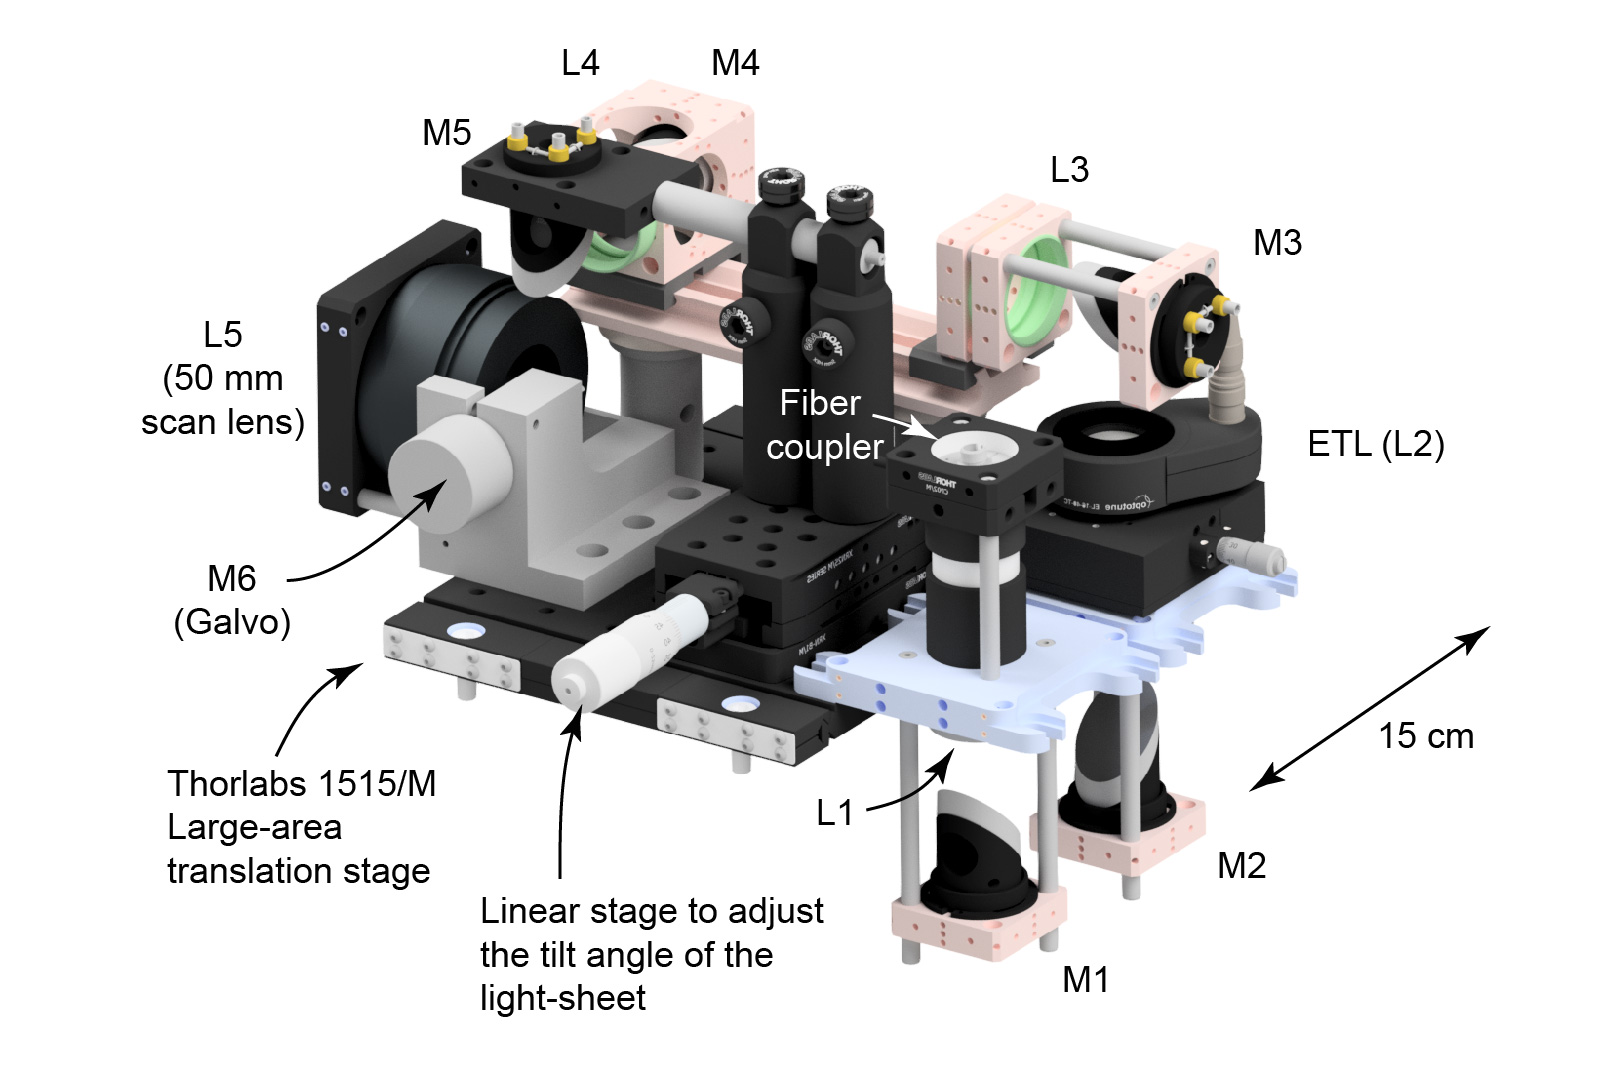 L4
M4
M5
L3
M3
L5
(50 mm
scan lens)
Fiber
coupler
ETL (L2)
THORLABS
optotune
M6
(Galvo)
15 cm
Thorlabs 1515/M
Large-area
translation stage
L1
M2
Linear stage to adjust
the tilt angle of the
light-sheet
M1